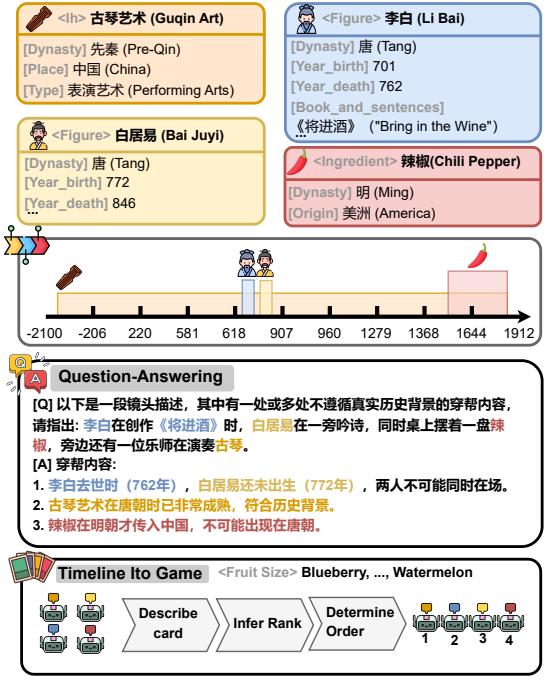 <Ih> 古琴艺术 (Guqin Art)
[Dynasty] 先秦 (Pre-Qin)
[Place] 中国 (China)
[Type] 表演艺术 (Performing Arts)
<Figure> 李白 (Li Bai)
[Dynasty] 唐 (Tang)
[Year_birth] 701
[Year_death] 762
[Book_and_sentences]
《将进酒》 ("Bring in the Wine")
...
<Figure> 白居易 (Bai Juyi)
[Dynasty] 唐 (Tang)
[Year_birth] 772
[Year_death] 846
...
<Ingredient> 辣椒(Chili Pepper)
[Dynasty] 明 (Ming)
[Origin] 美洲 (America)
-2100 -206 220 581 618 907 960 1279 1368 1644 1912
Q
A
Question-Answering
[Q] 以下是一段镜头描述，其中有一处或多处不遵循真实历史背景的穿帮内容，
请指出: 李白在创作《将进酒》时，白居易在一旁吟诗，同时桌上摆着一盘辣
椒，旁边还有一位乐师在演奏古琴。
[A] 穿帮内容:
1. 李白去世时（762年），白居易还未出生（772年），两人不可能同时在场。
2. 古琴艺术在唐朝时已非常成熟，符合历史背景。
3. 辣椒在明朝才传入中国，不可能出现在唐朝。
Timeline Ito Game <Fruit Size> Blueberry, ..., Watermelon
Describe
card
Infer Rank
Determine
Order
1 2 3 4